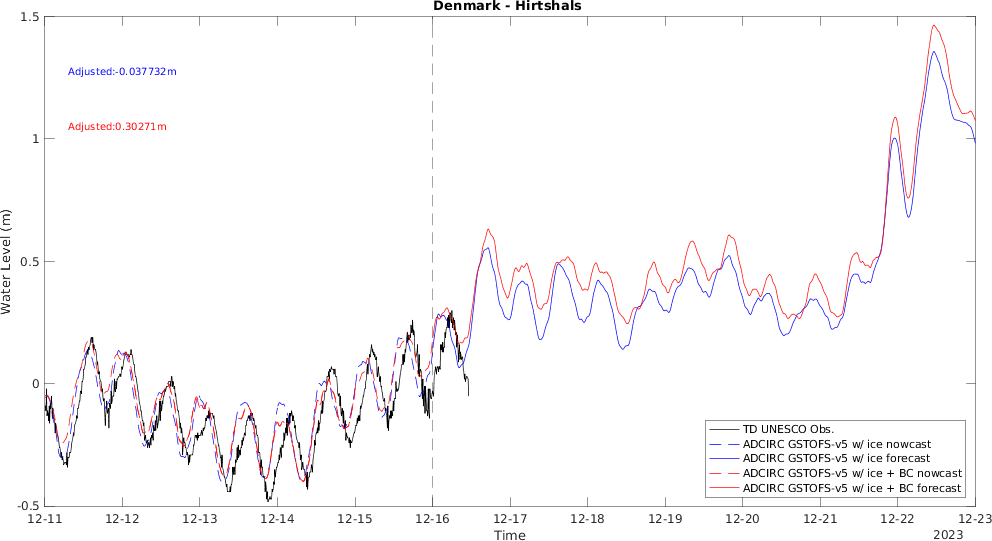 Denmark - Hirtshals
1.5
Adjusted:-0.037732m
Adjusted:0.30271m
1
0.5
0
-0.5
Water Level (m)
TD UNESCO Obs.
ADCIRC GSTOFS-v5 w/ ice nowcast
ADCIRC GSTOFS-v5 w/ ice forecast
ADCIRC GSTOFS-v5 w/ ice + BC nowcast
ADCIRC GSTOFS-v5 w/ ice + BC forecast
12-11 12-12 12-13 12-14 12-15 12-16 12-17 12-18 12-19 12-20 12-21 12-22 12-23
Time
2023